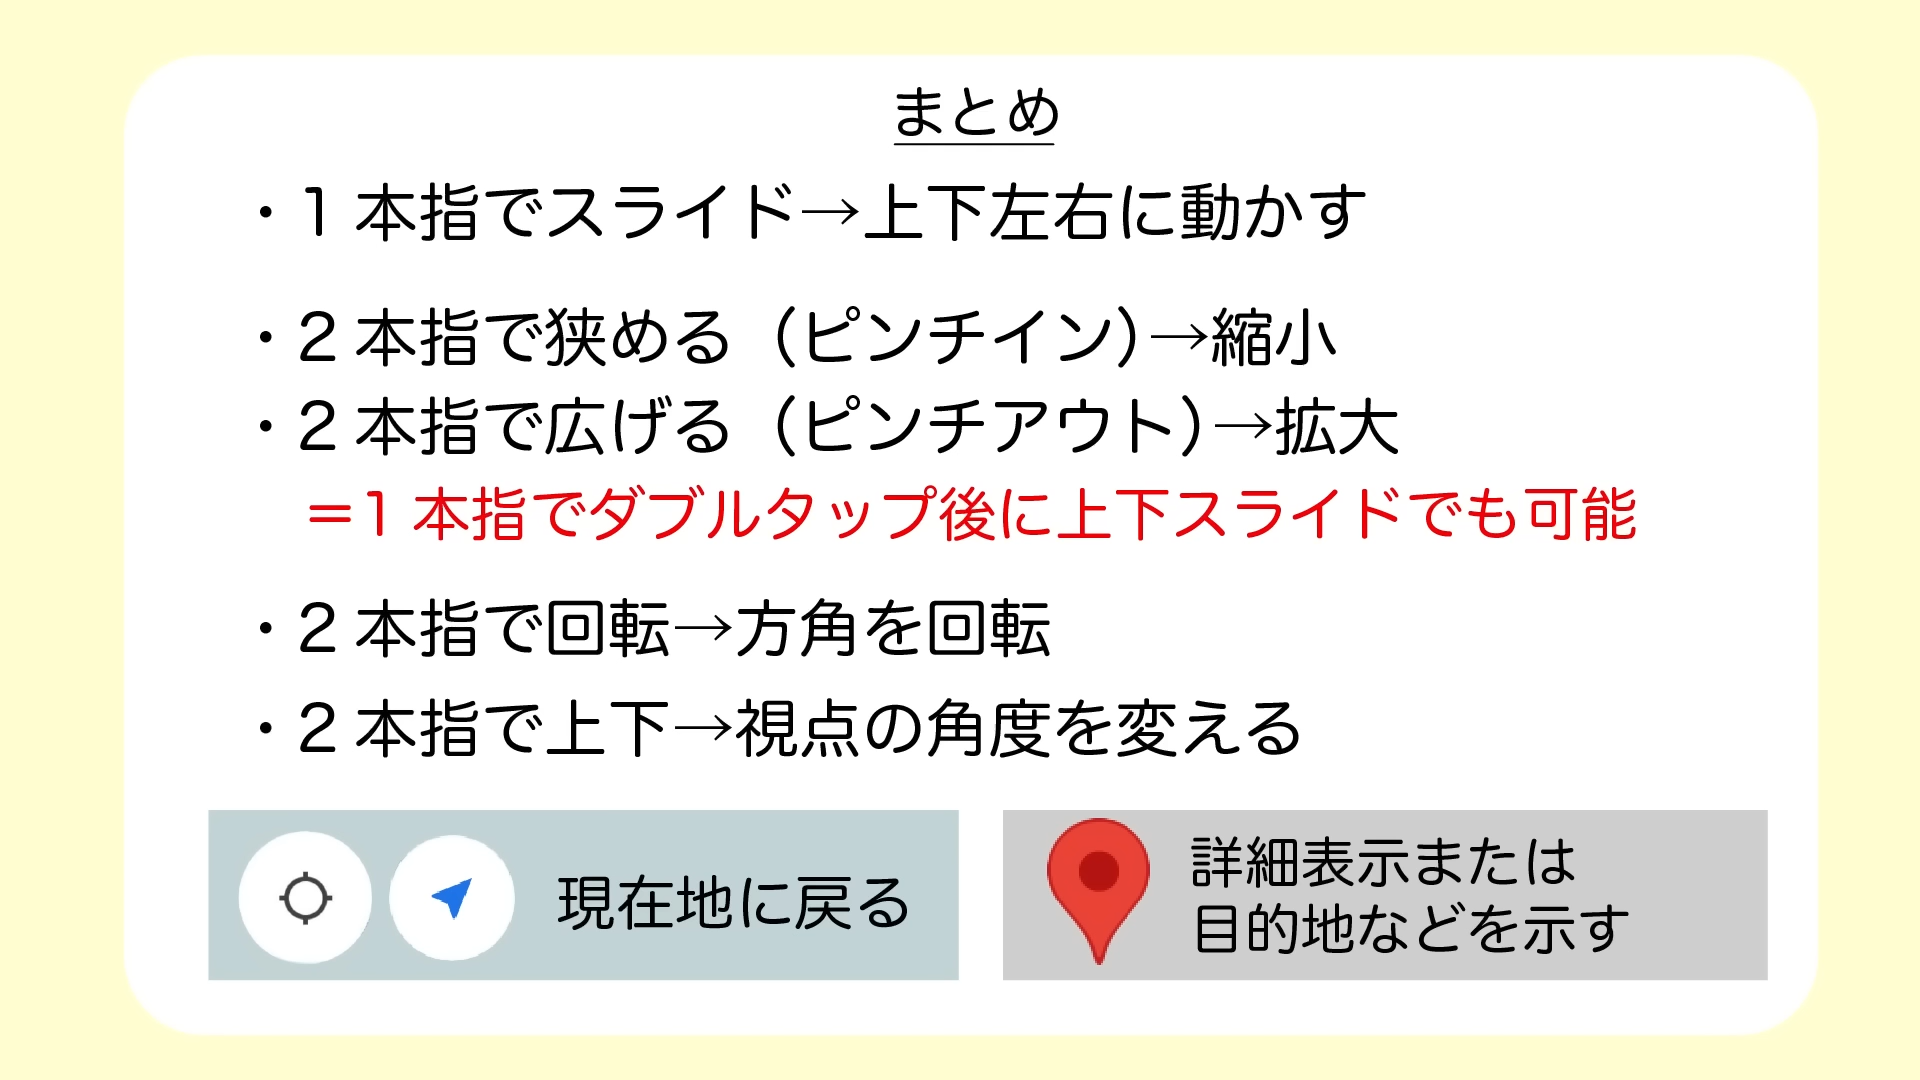 まとめ
・1本指でスライド→上下左右に動かす
・2本指で狭める（ピンチイン）→縮小
・2本指で広げる（ピンチアウト）→拡大
＝1本指でダブルタップ後に上下スライドでも可能
・2本指で回転→方角を回転
・2本指で上下→視点の角度を変える
現在地に戻る
詳細表示または
目的地などを示す